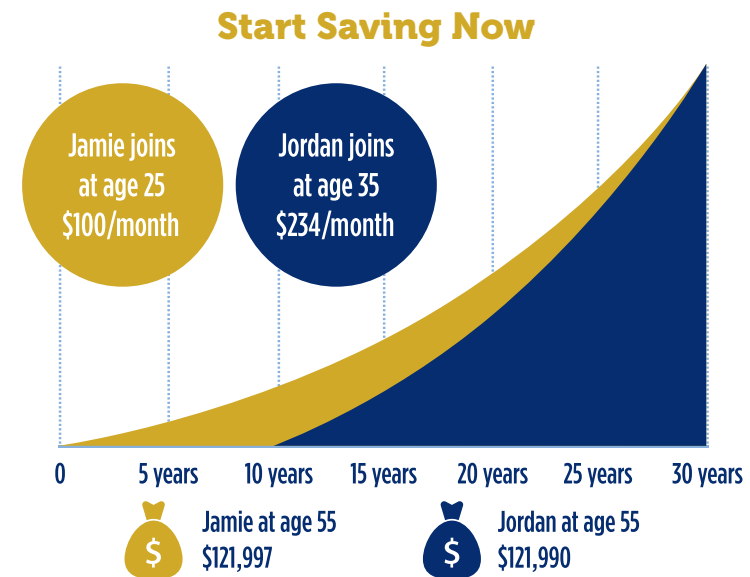 Start Saving Now
Jamie joins
at age 25
$100/month
Jordan joins
at age 35
$234/month
0
5 years
10 years
15 years
20 years
25 years
30 years
$
Jamie at age 55
$121,997
$
Jordan at age 55
$121,990